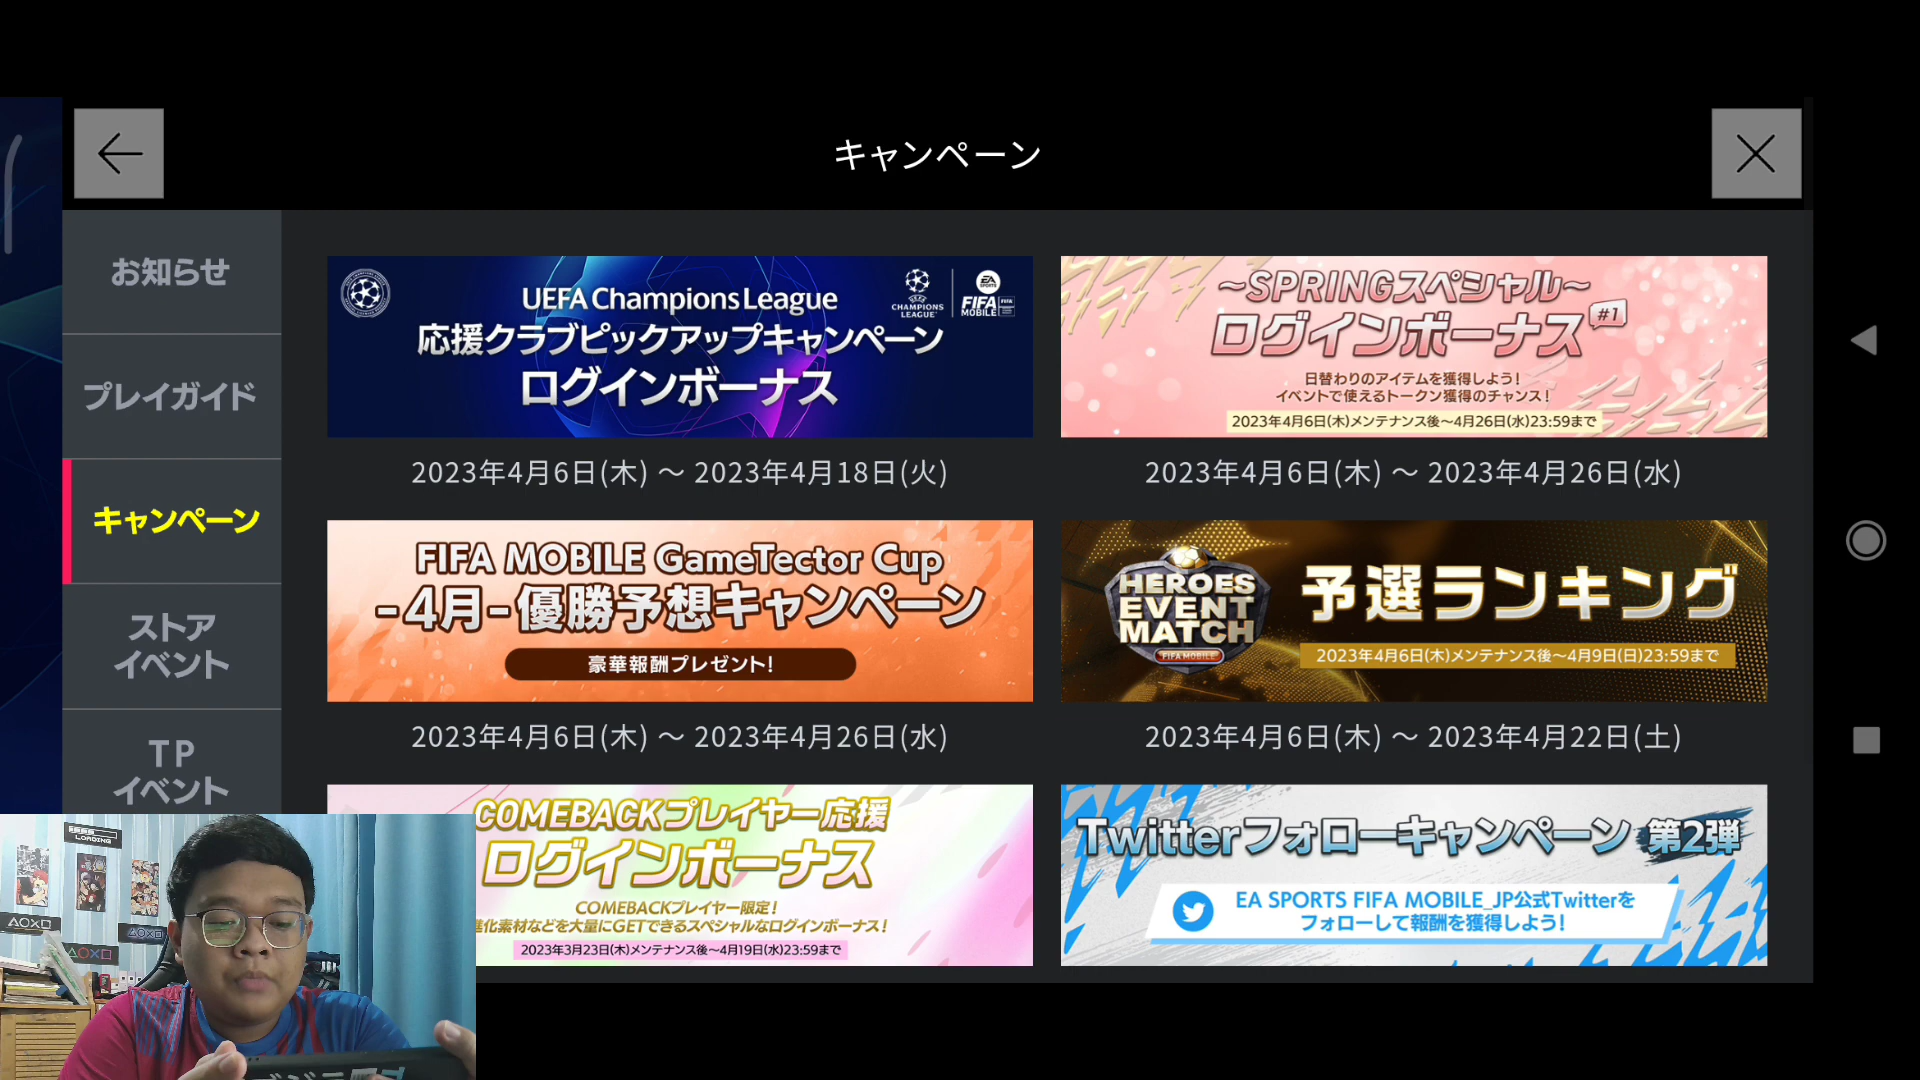 キャンペーン
お知らせ
プレイガイド
キャンペーン
ストア
イベント
TP
イベント
UEFA Champions League
応援クラブピックアップキャンペーン
ログインボーナス
CHAMPIONS
LEAGUE
EA
SPORTS
FIFA
MOBILE
2023年4月6日(木) ～ 2023年4月18日(火)
～SPRINGスペシャル～
ログインボーナス #1
日替わりのアイテムを獲得しよう!
イベントで使えるトークン獲得のチャンス!
2023年4月6日(木)メンテナンス後～4月26日(水)23:59まで
2023年4月6日(木) ～ 2023年4月26日(水)
FIFA MOBILE GameTector Cup
-4月-優勝予想キャンペーン
豪華報酬プレゼント!
2023年4月6日(木) ～ 2023年4月26日(水)
HEROES
EVENT
MATCH
FIFA MOBILE
予選ランキング
2023年4月6日(木)メンテナンス後～4月9日(日)23:59まで
2023年4月6日(木) ～ 2023年4月22日(土)
COMEBACKプレイヤー応援
ログインボーナス
COMEBACKプレイヤー限定!
進化素材などを大量にGETできるスペシャルなログインボーナス!
2023年3月23日(木)メンテナンス後～4月19日(水)23:59まで
Twitterフォローキャンペーン 第2弾
EA SPORTS FIFA MOBILE_JP公式Twitterを
フォローして報酬を獲得しよう!
LOADING